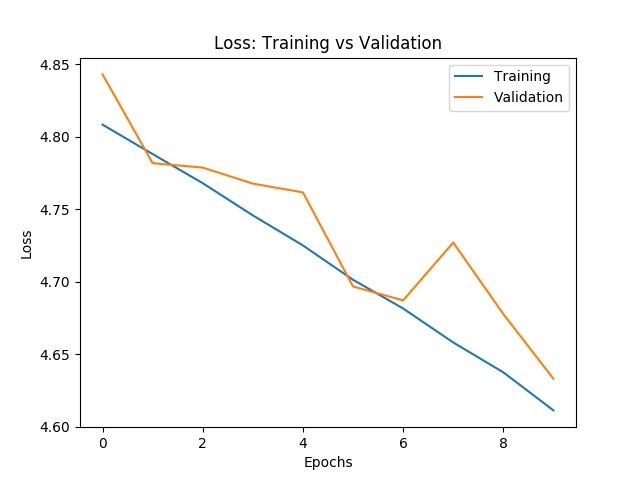 Loss: Training vs Validation
Training
Validation
4.85
4.80
4.75
4.70
4.65
4.60
Loss
0 2 4 6 8
Epochs